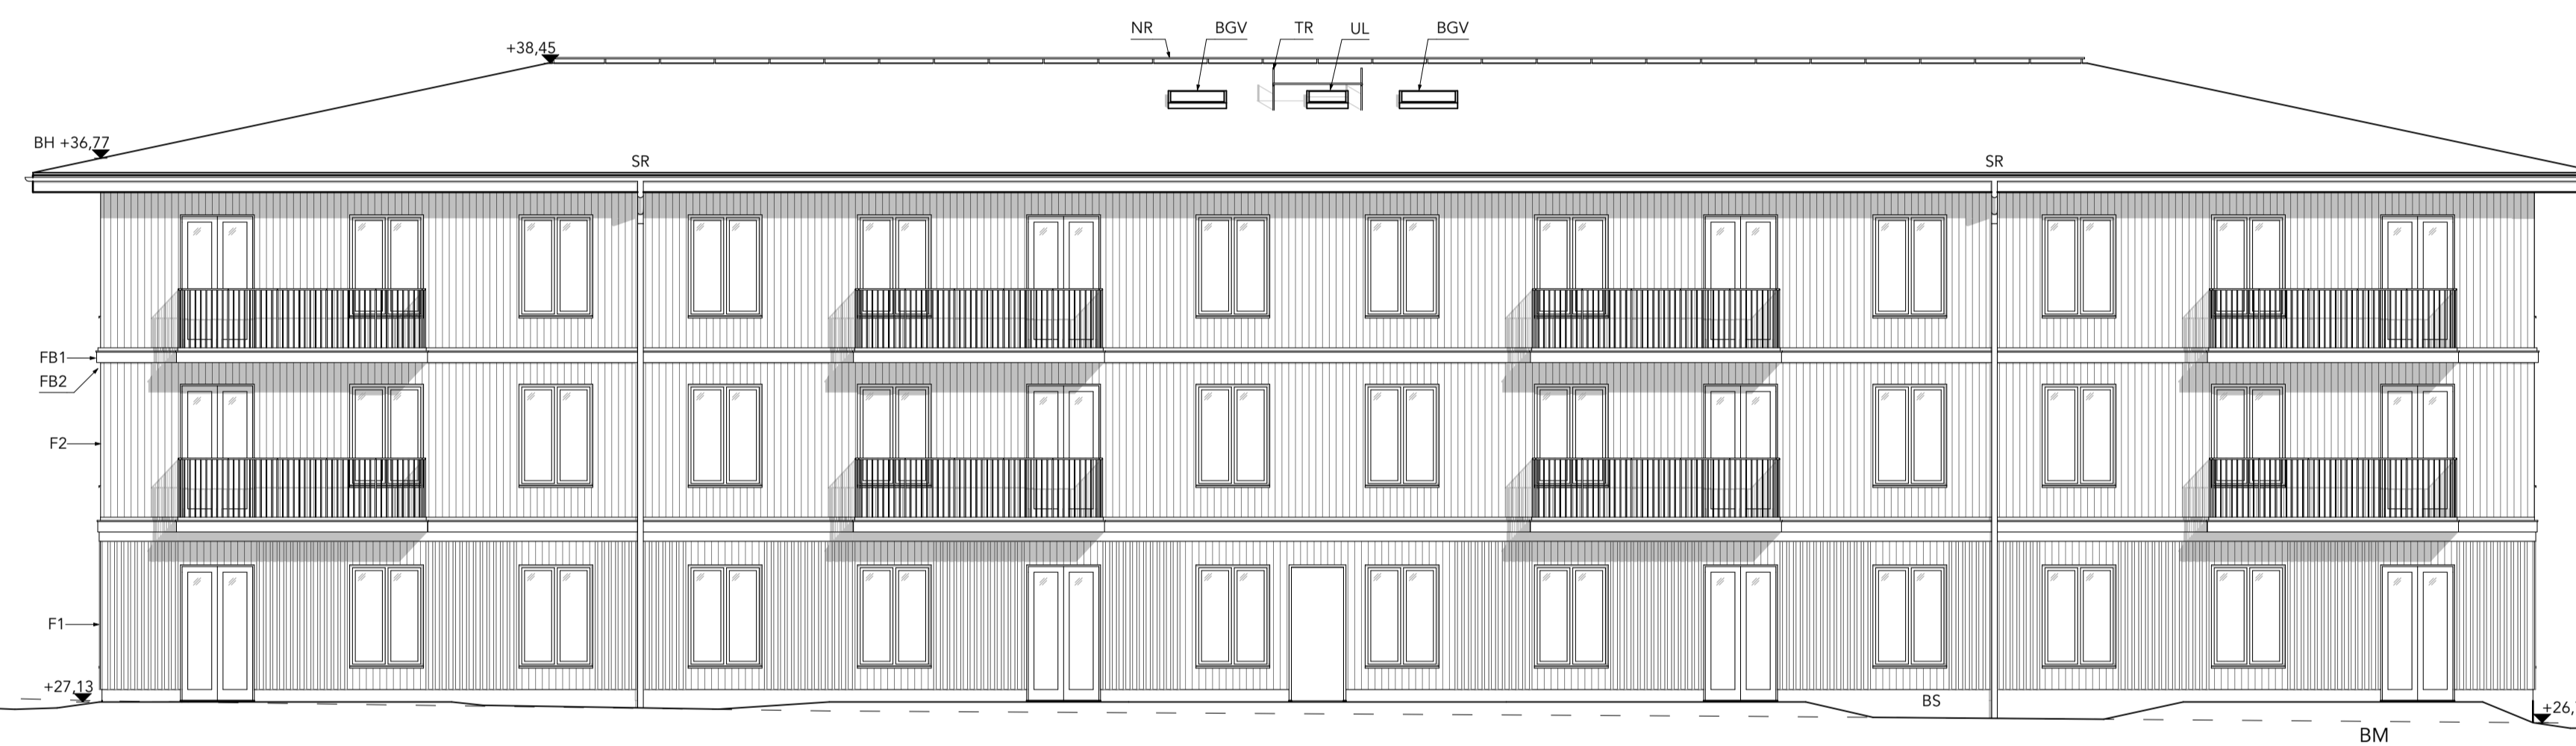 NR
BGV
TR
UL
BGV
+38,45
BH +36,77
SR
SR
FB1
FB2
F2
F1
+27,13
BS
+26,
BM